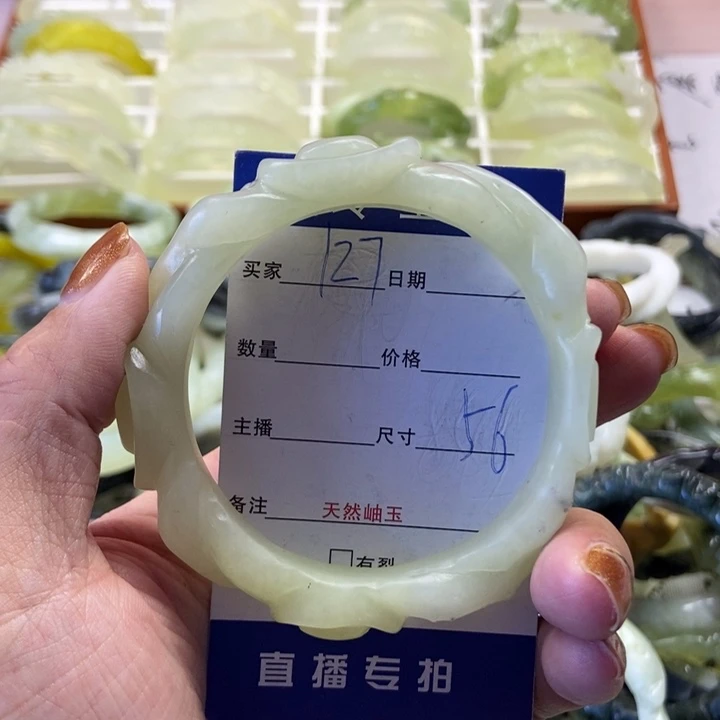 买家 127 日期
数量 价格
主播 尺寸 56
备注 天然岫玉
□有裂
直播专拍